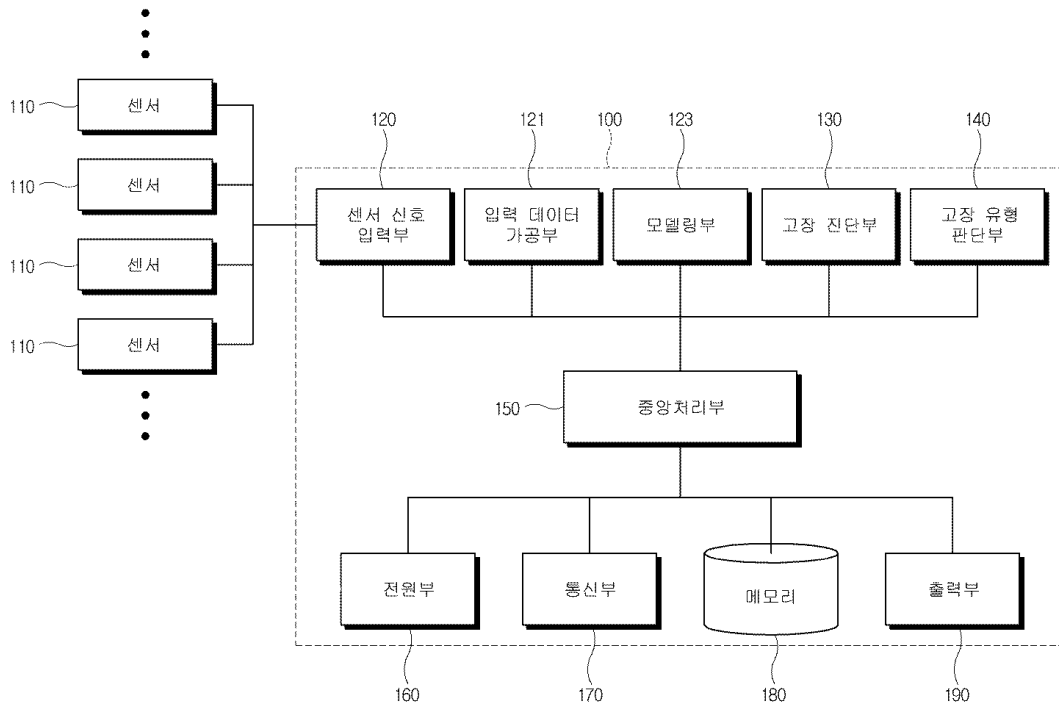 110
센서
110
센서
110
센서
110
센서
120
121
123
100
130
140
센서 신호
입력부
입력 데이터
가공부
모델링부
고장 진단부
고장 유형
판단부
150
중앙처리부
전원부
통신부
메모리
출력부
160
170
180
190